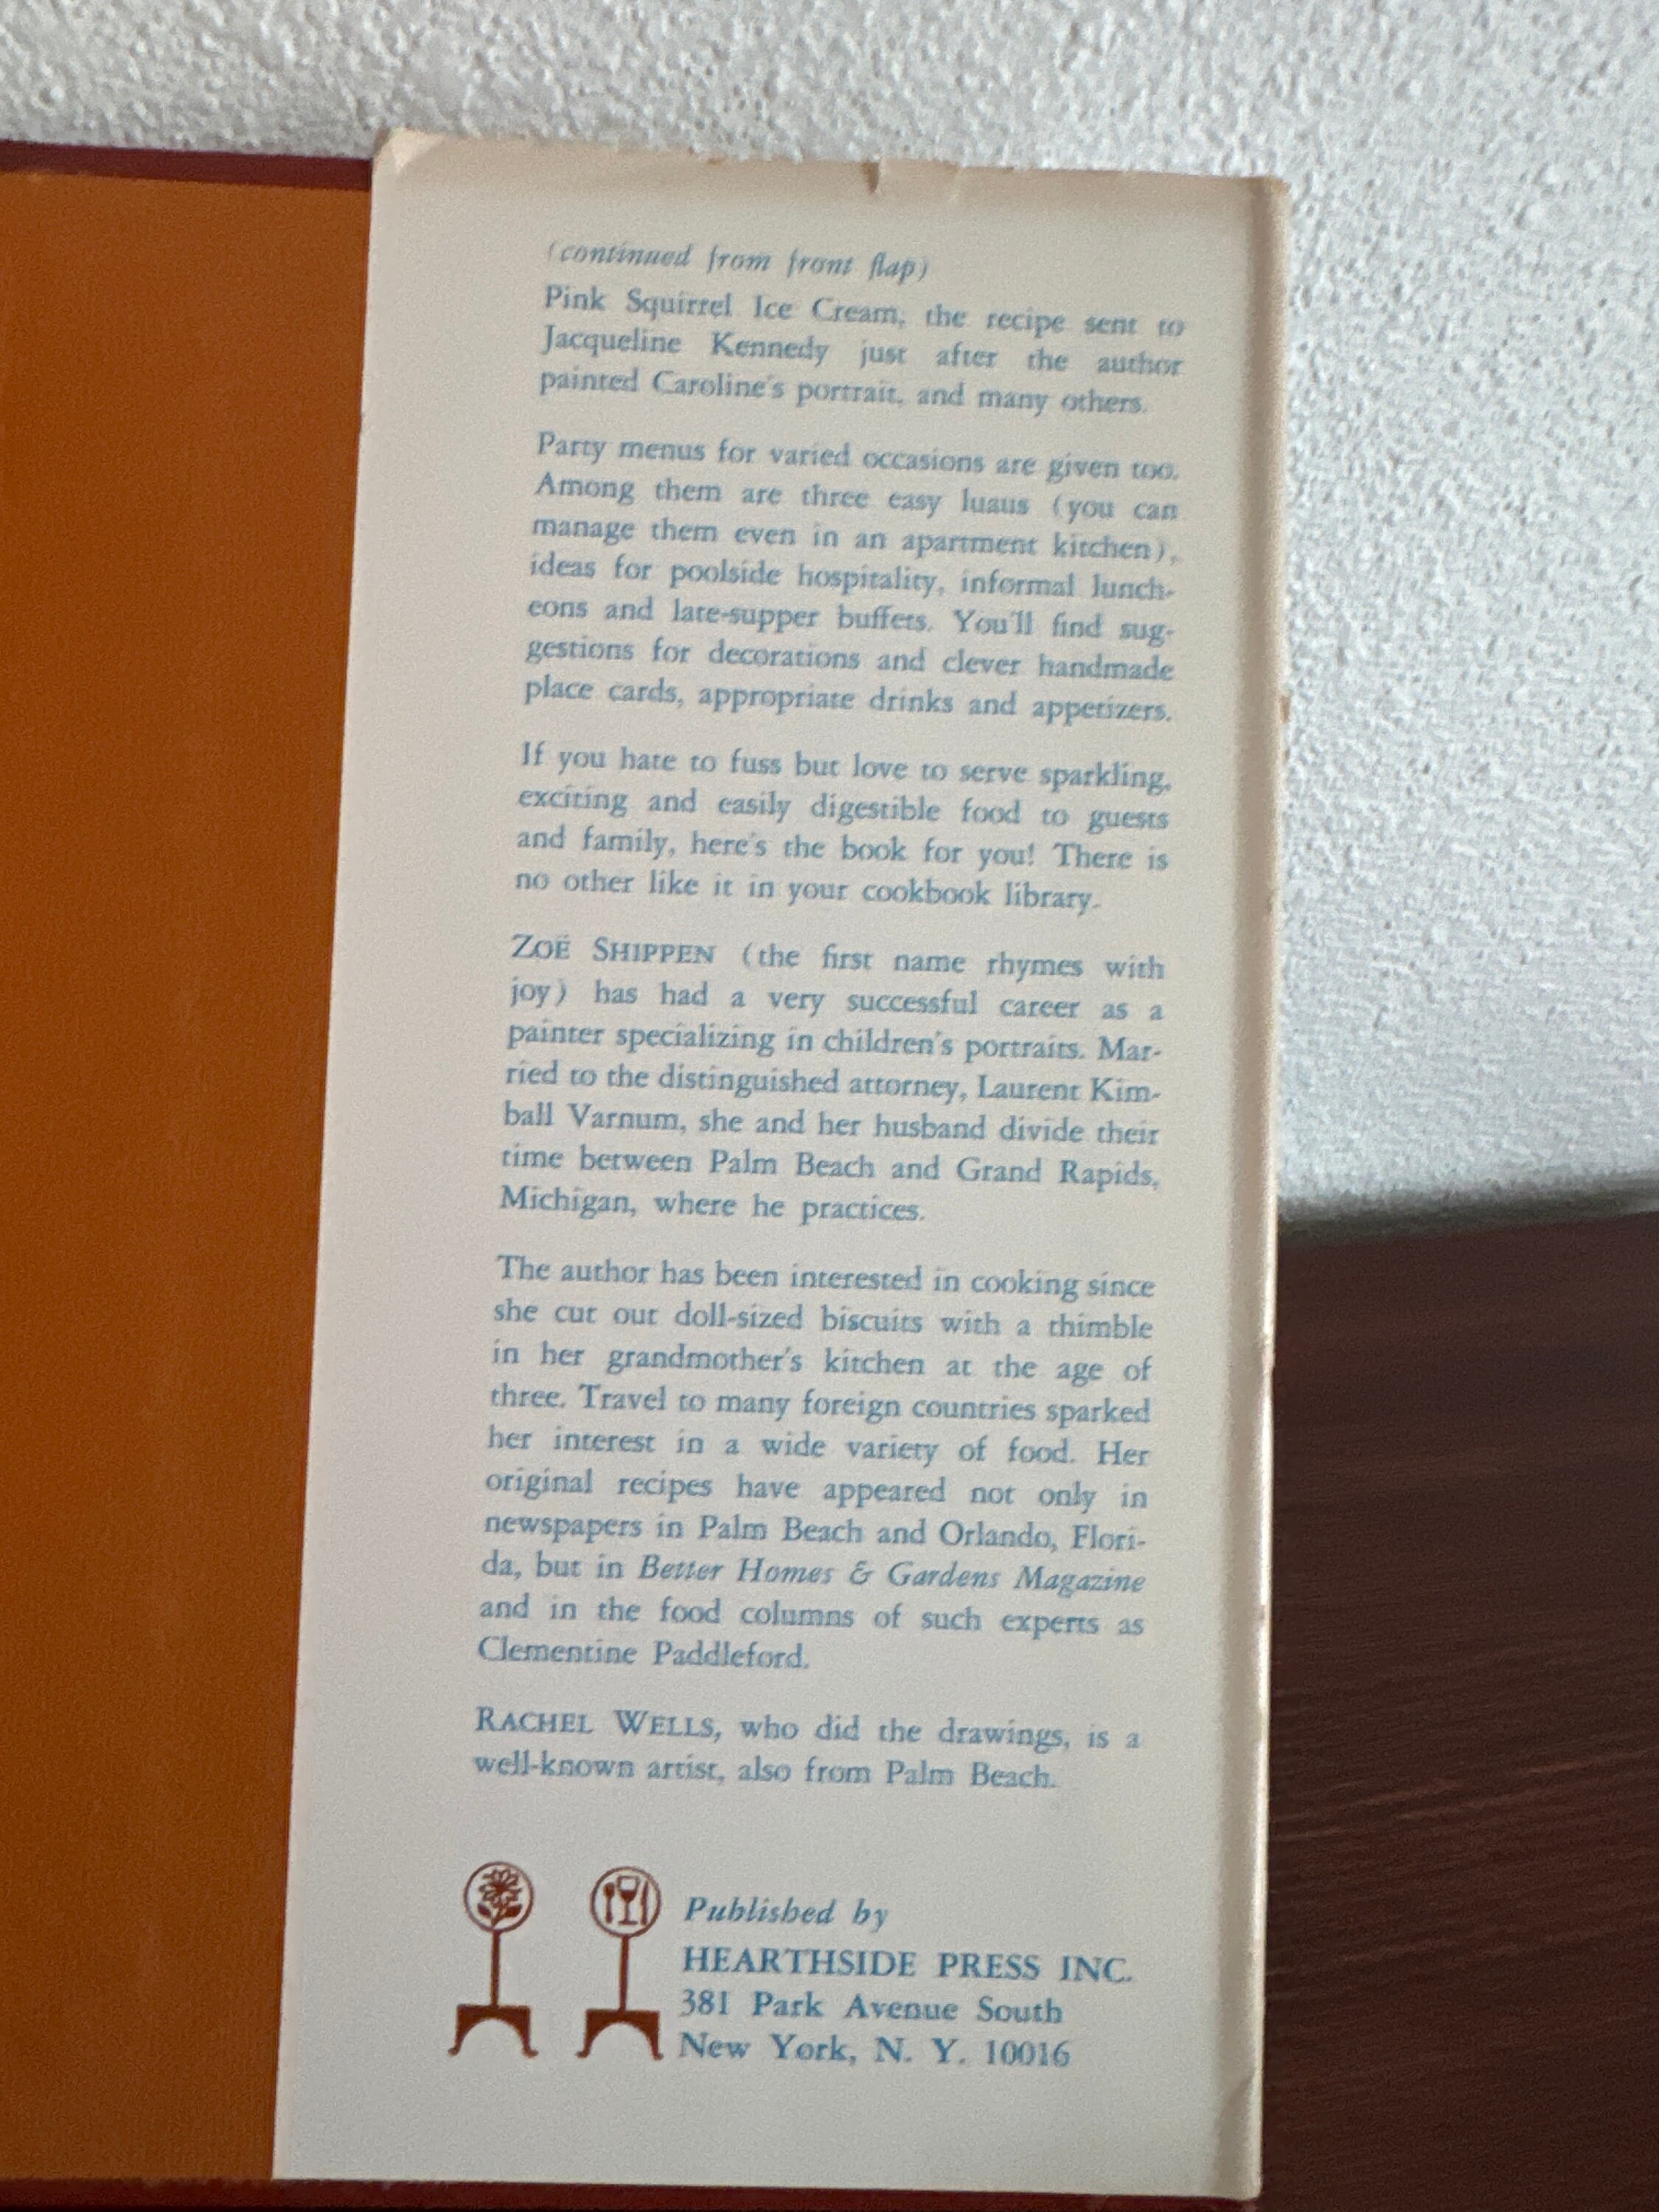 (continued from front flap)
Pink Squirrel Ice Cream, the recipe sent to
Jacqueline Kennedy just after the author
painted Caroline's portrait, and many others.
Party menus for varied occasions are given too.
Among them are three easy luaus (you can
manage them even in an apartment kitchen),
ideas for poolside hospitality, informal lunch-
eons and late-supper buffets. You'll find sug-
gestions for decorations and clever handmade
place cards, appropriate drinks and appetizers.
If you hate to fuss but love to serve sparkling,
exciting and easily digestible food to guests
and family, here's the book for you! There is
no other like it in your cookbook library.
ZOË SHIPPEN (the first name rhymes with
joy) has had a very successful career as a
painter specializing in children's portraits. Mar-
ried to the distinguished attorney, Laurent Kim-
ball Varnum, she and her husband divide their
time between Palm Beach and Grand Rapids,
Michigan, where he practices.
The author has been interested in cooking since
she cut out doll-sized biscuits with a thimble
in her grandmother's kitchen at the age of
three. Travel to many foreign countries sparked
her interest in a wide variety of food. Her
original recipes have appeared not only in
newspapers in Palm Beach and Orlando, Flori-
da, but in Better Homes & Gardens Magazine
and in the food columns of such experts as
Clementine Paddleford.
RACHEL WELLS, who did the drawings, is a
well-known artist, also from Palm Beach.
Published by
HEARTHSIDE PRESS INC.
381 Park Avenue South
New York, N. Y. 10016